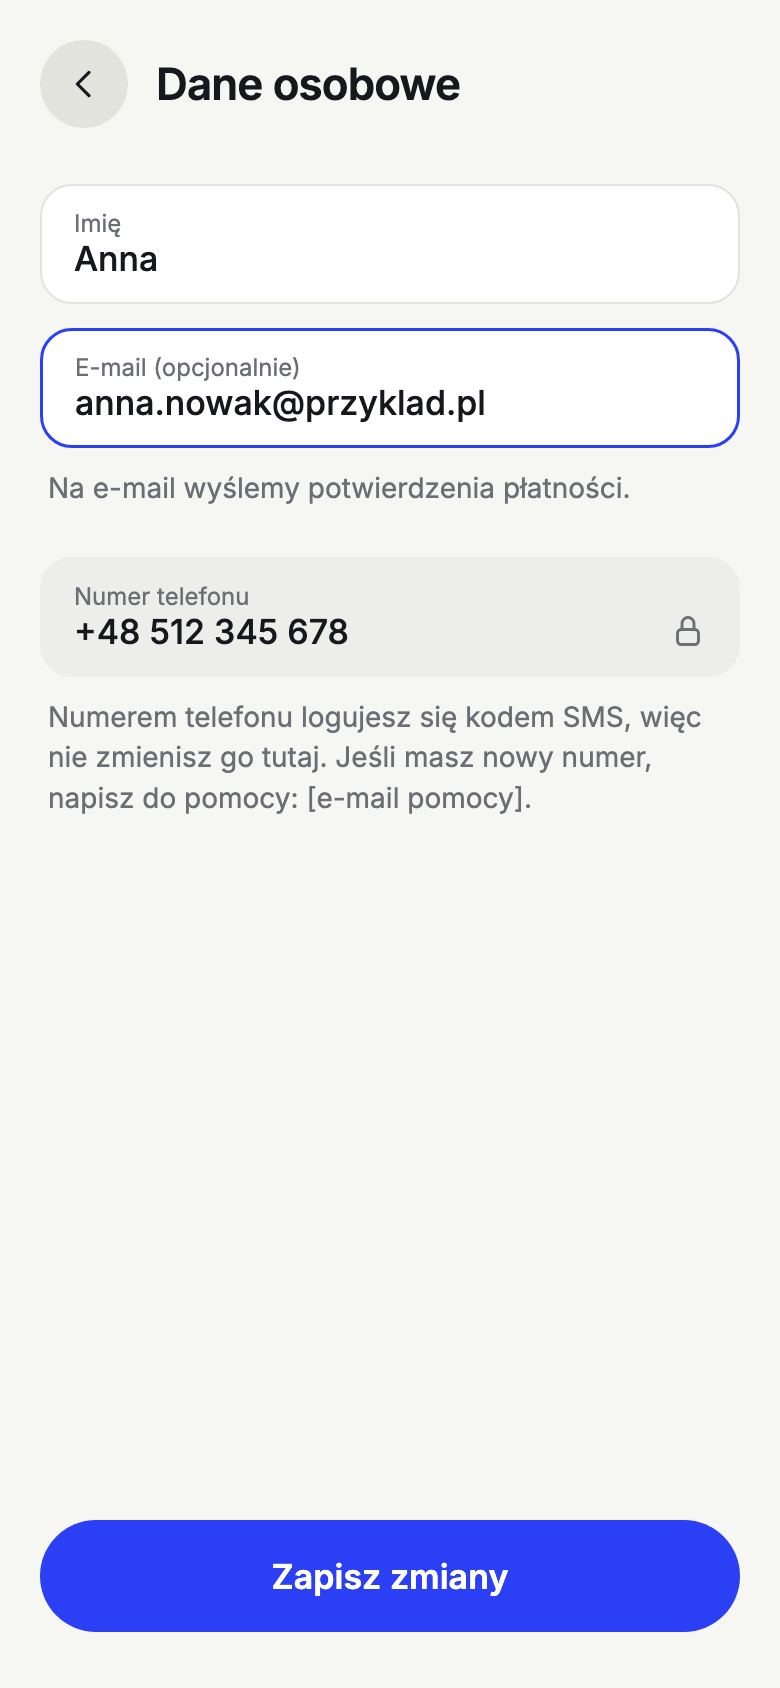 Dane osobowe
Imię
Anna
E-mail (opcjonalnie)
anna.nowak@przyklad.pl
Na e-mail wyślemy potwierdzenia płatności.
Numer telefonu
+48 512 345 678
Numerem telefonu logujesz się kodem SMS, więc
nie zmienisz go tutaj. Jeśli masz nowy numer,
napisz do pomocy: [e-mail pomocy].
Zapisz zmiany